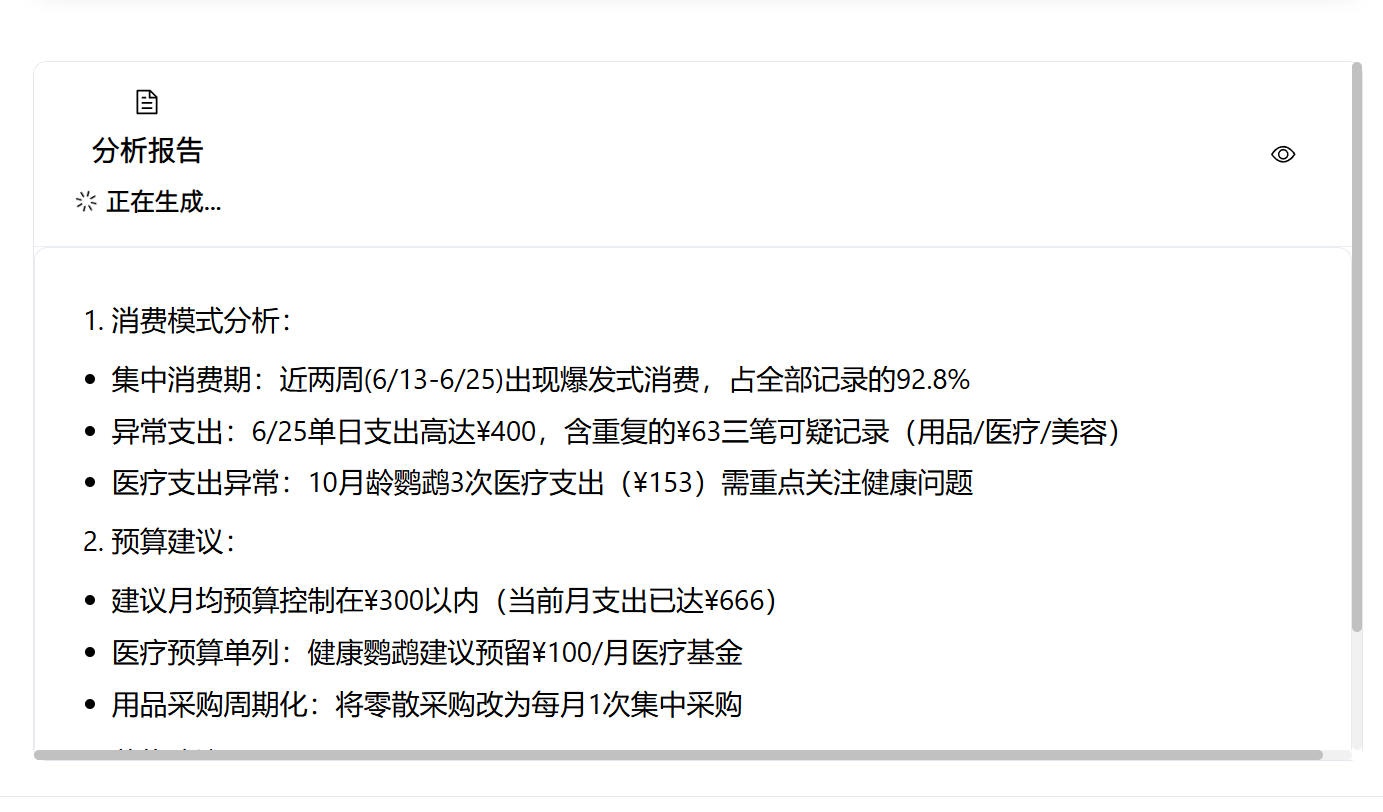 分析报告
正在生成...
1. 消费模式分析：
• 集中消费期：近两周(6/13-6/25)出现爆发式消费，占全部记录的92.8%
• 异常支出：6/25单日支出高达¥400，含重复的¥63三笔可疑记录（用品/医疗/美容）
• 医疗支出异常：10月龄鹦鹉3次医疗支出（¥153）需重点关注健康问题
2. 预算建议：
• 建议月均预算控制在¥300以内（当前月支出已达¥666）
• 医疗预算单列：健康鹦鹉建议预留¥100/月医疗基金
• 用品采购周期化：将零散采购改为每月1次集中采购